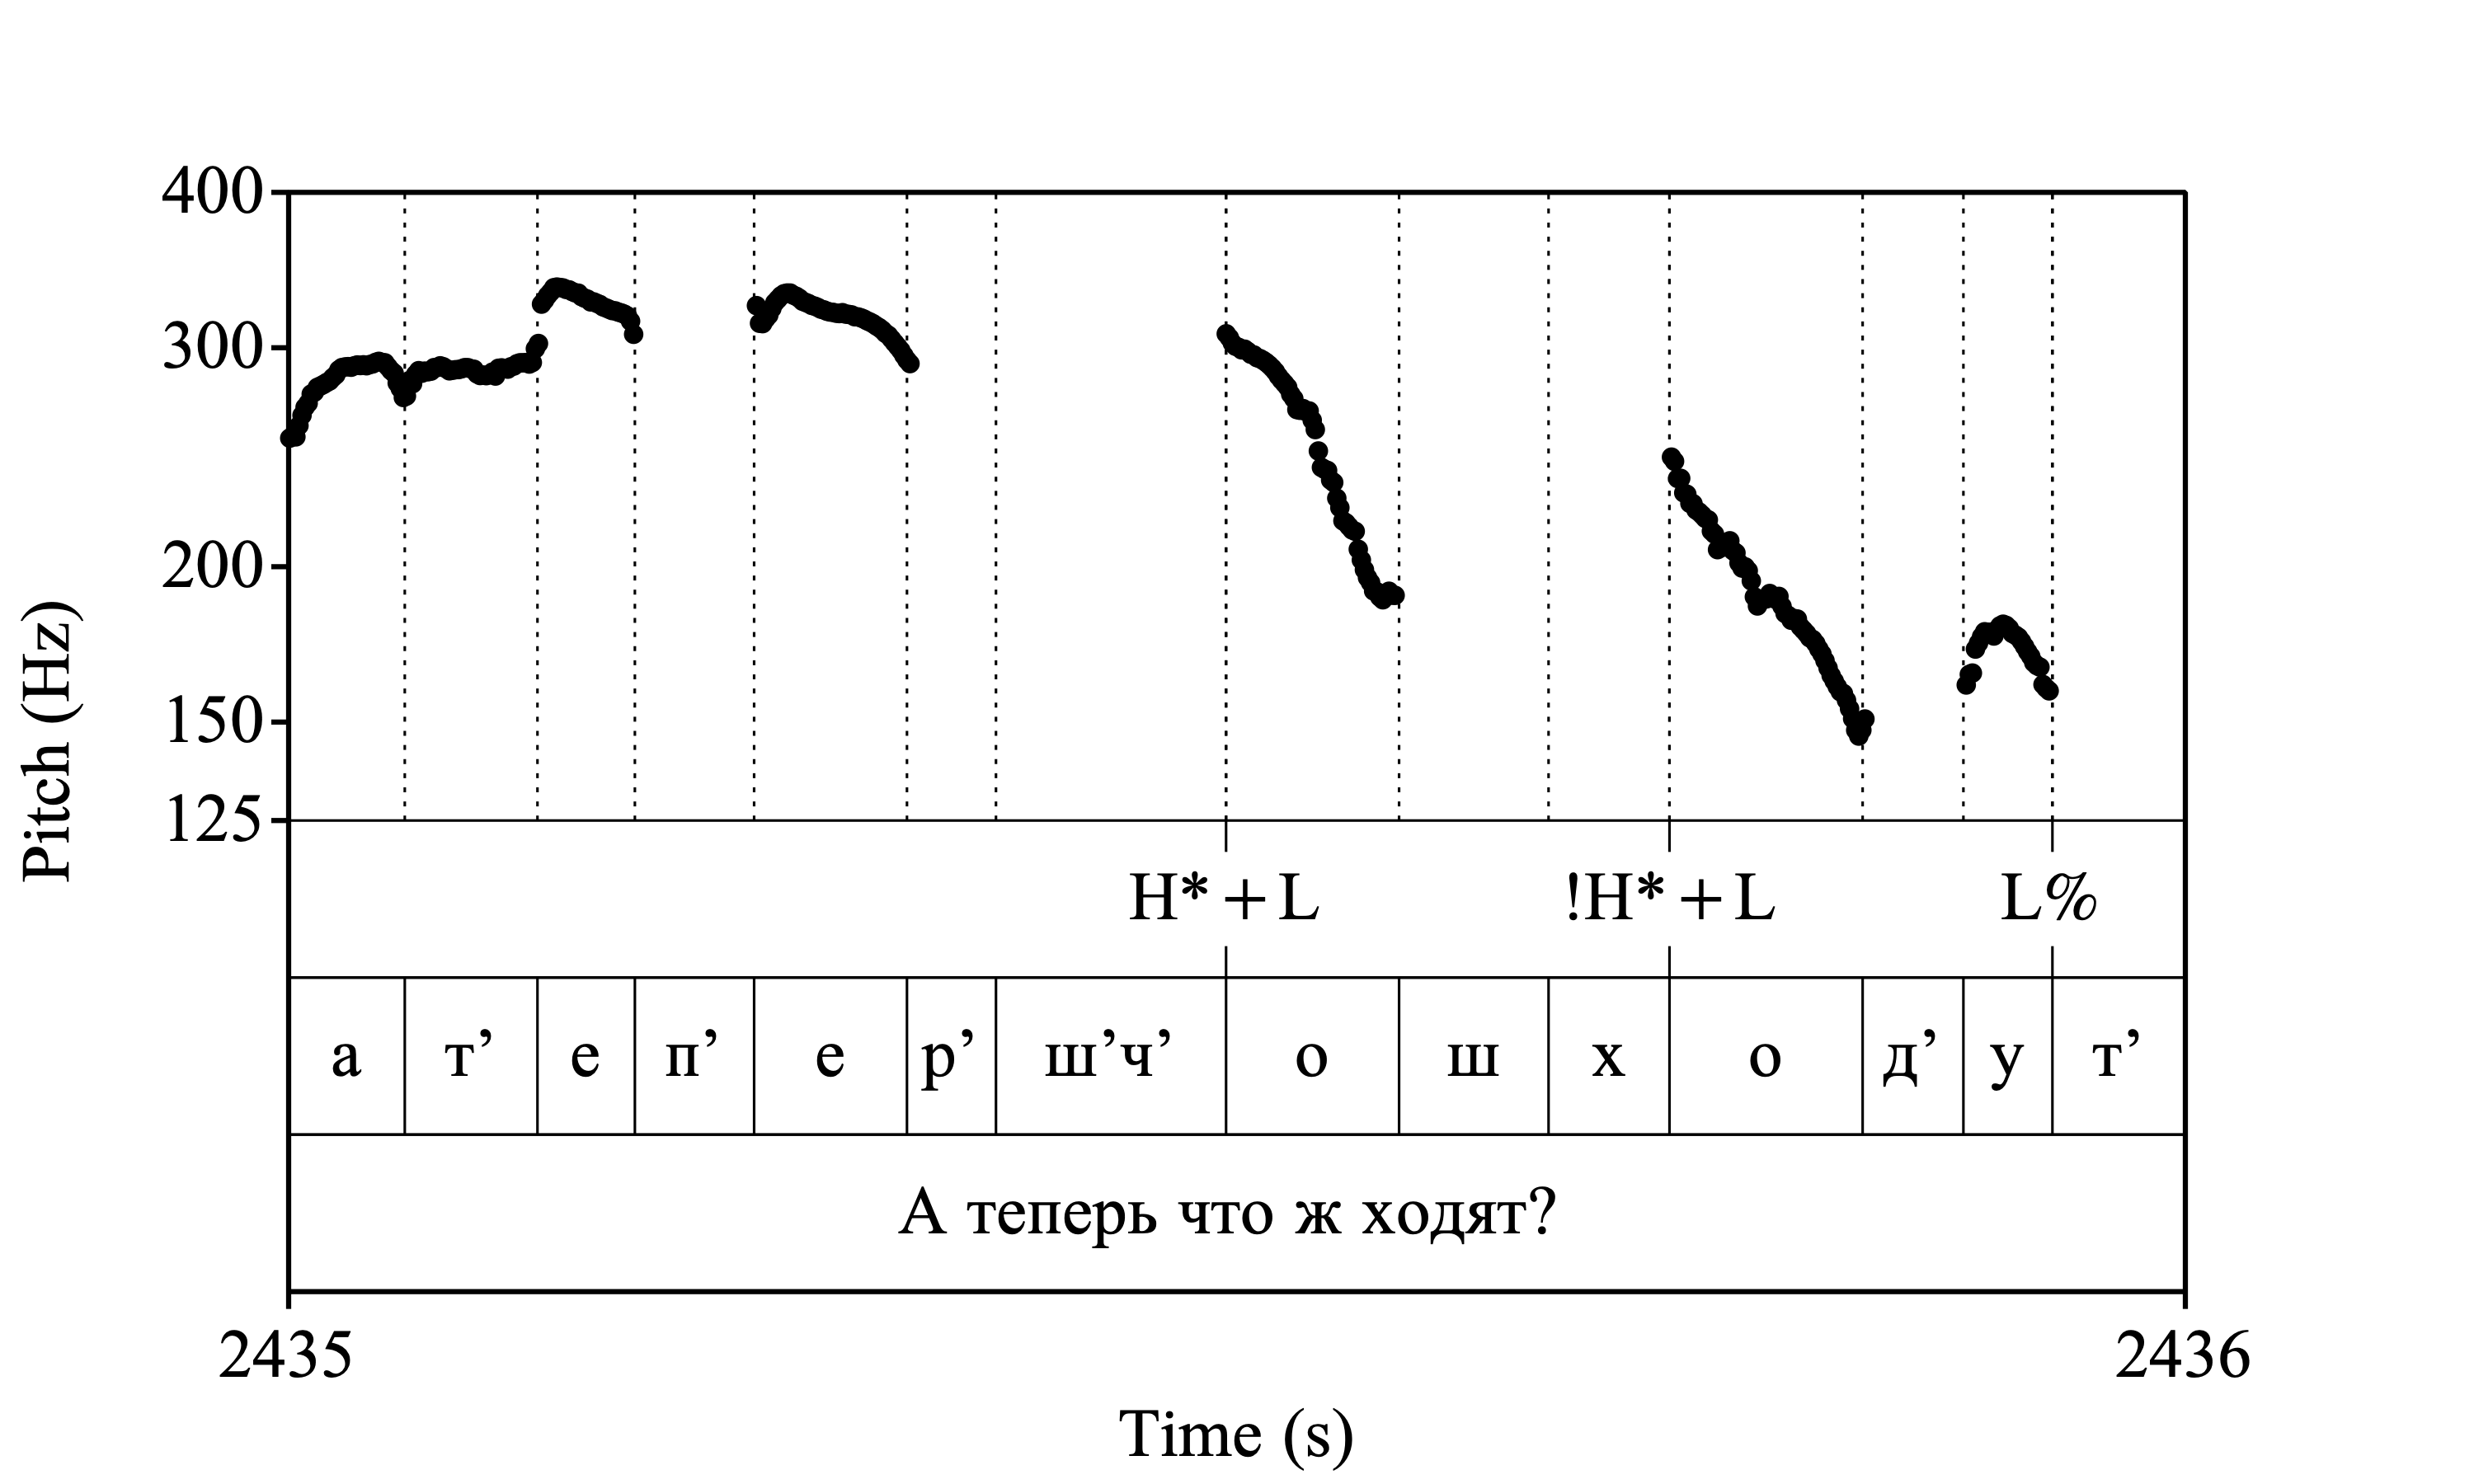 400
300
200
150
125
Pitch (Hz)
H* + L !H* + L L%
а т’ е п’ е р’ ш’ч’ о ш х о д’ у т’
А теперь что ж ходят?
2435 2436
Time (s)